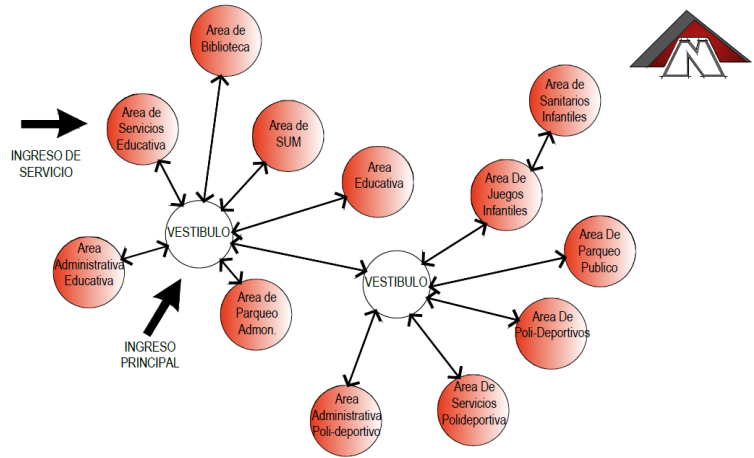 Area de
Biblioteca
Area de
Servicios
Educativa
INGRESO DE
SERVICIO
Area de
SUM
Area
Educativa
Area de
Sanitarios
Infantiles
Area De
Juegos
Infantiles
VESTIBULO
Area
Administrativa
Educativa
Area de
Parqueo
Admon.
INGRESO
PRINCIPAL
VESTIBULO
Area De
Parqueo
Publico
Area De
Poli-Deportivos
Area
Administrativa
Poli-deportivo
Area De
Servicios
Polideportiva
N